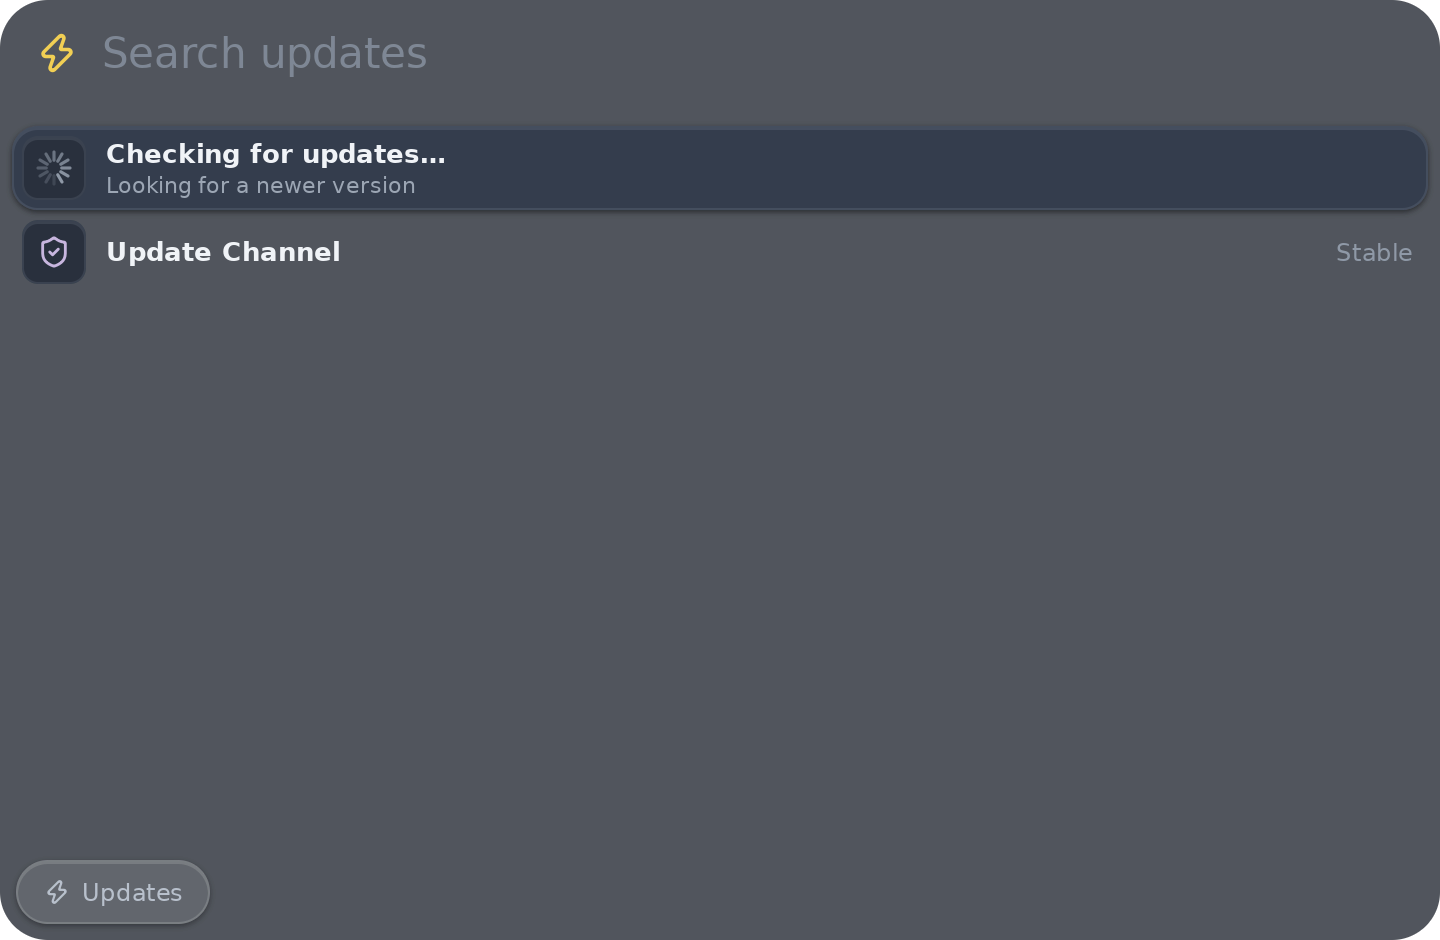 Search updates
Checking for updates…
Looking for a newer version
Update Channel
Stable
Updates